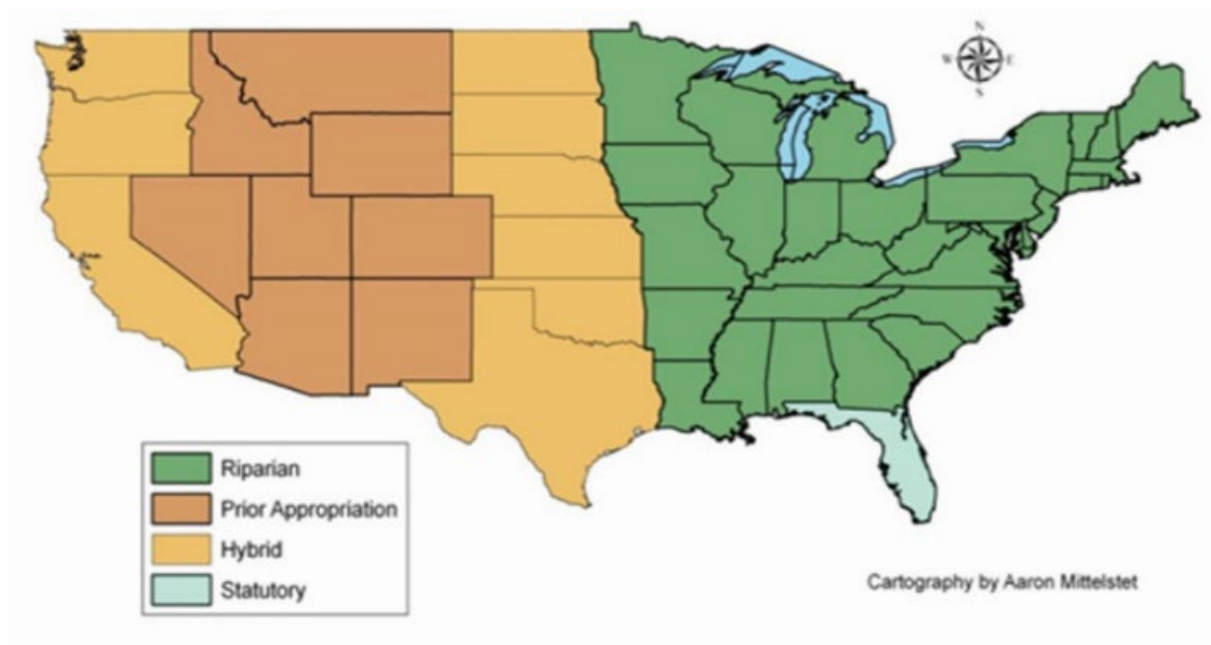 N
W E
S
Riparian
Prior Appropriation
Hybrid
Statutory
Cartography by Aaron Mittelstet